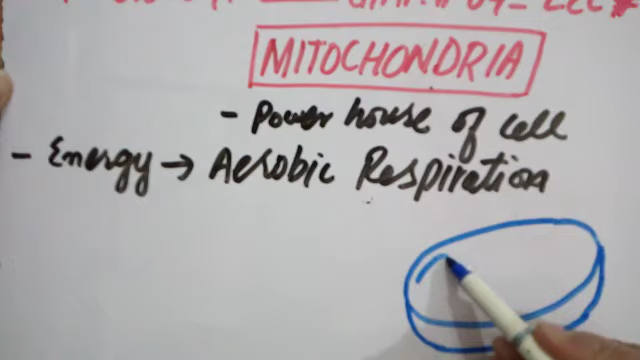 MITOCHONDRIA
- Power house of cell
- Energy → Aerobic Respiration